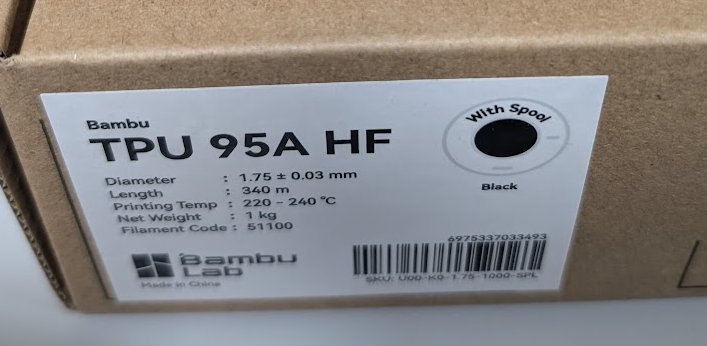 Bambu
TPU 95A HF
Diameter : 1.75 ± 0.03 mm
Length : 340 m
Printing Temp : 220 - 240 °C
Net Weight : 1 kg
Filament Code : 51100
Bambu
Lab
Made in China
With Spool
Black
6975337033493
SKU: U00-K0-1.75-1000-SPL